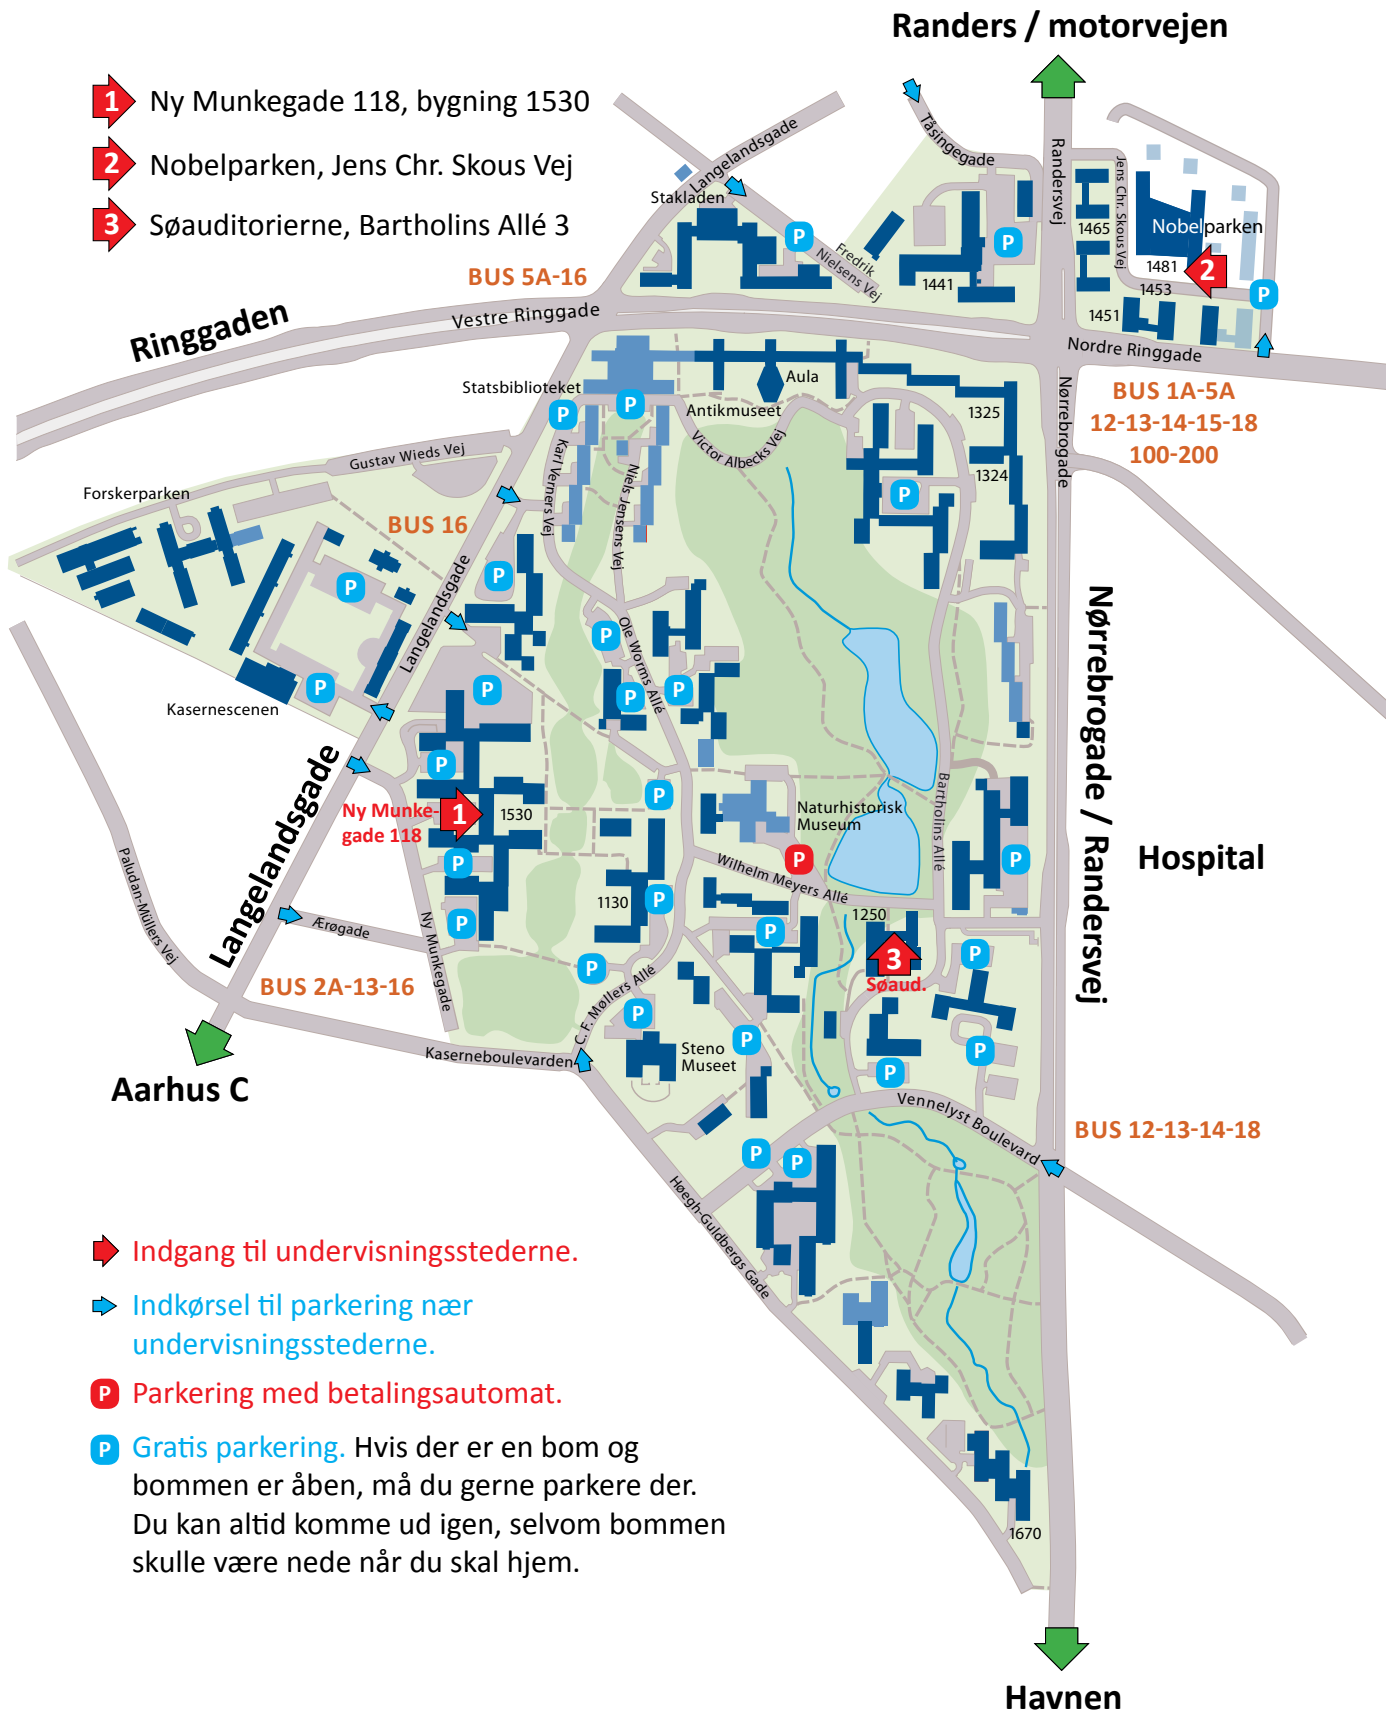 Randers / motorvejen
1 Ny Munkegade 118, bygning 1530
2 Nobelparken, Jens Chr. Skous Vej
3 Søauditorierne, Bartholins Allé 3
Tåsingegade
Langelandsgade
Randersvej
Jens Chr. Skous Vej
Stakladen
P
P
Fredrik
Nielsens Vej
1441
1465
Nobelparken
1481
2
1453
P
1451
BUS 5A-16
Ringgaden
Vestre Ringgade
Nordre Ringgade
Statsbiblioteket
Aula
Antikmuseet
P
P
Victor Albecks Vej
1325
1324
Nørrebrogade
BUS 1A-5A
12-13-14-15-18
100-200
Gustav Wieds Vej
Karl Verners Vej
Niels Jensens Vej
P
Forskerparken
BUS 16
P
P
Langelandsgade
Ole Worms Allé
P
P
P
P
P
Kasernescenen
Nørrebrogade / Randersvej
Langelandsgade
P
P
Ny Munke-
gade 118
1
1530
Naturhistorisk
Museum
Bartholins Allé
P
P
Hospital
Wilhelm Meyers Allé
P
Paludan-Müllers Vej
1130
P
1250
Ærøgade
Ny Munkegade
P
P
3
Søaud.
P
P
C. F. Møllers Allé
BUS 2A-13-16
P
Kaserneboulevarden
Steno
Museet
P
P
P
Aarhus C
Vennelyst Boulevard
BUS 12-13-14-18
P
P
Høegh-Guldbergs Gade
Indgang til undervisningsstederne.
Indkørsel til parkering nær
undervisningsstederne.
P Parkering med betalingsautomat.
P Gratis parkering. Hvis der er en bom og
bommen er åben, må du gerne parkere der.
Du kan altid komme ud igen, selvom bommen
skulle være nede når du skal hjem.
1670
Havnen